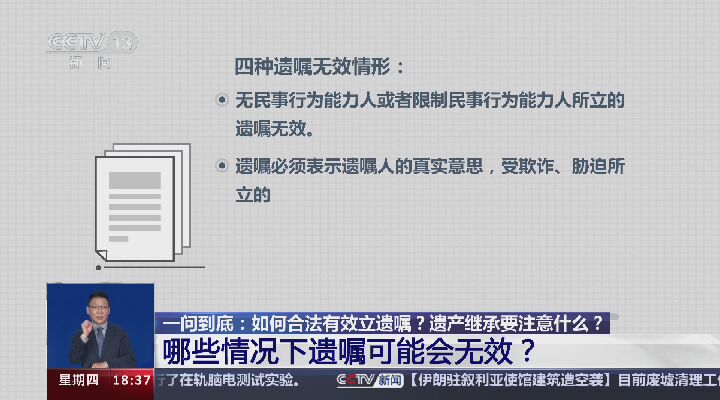 CCTV 13
新闻
四种遗嘱无效情形：
无民事行为能力人或者限制民事行为能力人所立的
遗嘱无效。
遗嘱必须表示遗嘱人的真实意思，受欺诈、胁迫所
立的
一问到底：如何合法有效立遗嘱？遗产继承要注意什么？
哪些情况下遗嘱可能会无效？
星期四 18:37 行了在轨脑电测试实验。 CCTV新闻 【伊朗驻叙利亚使馆建筑遭空袭】目前废墟清理工